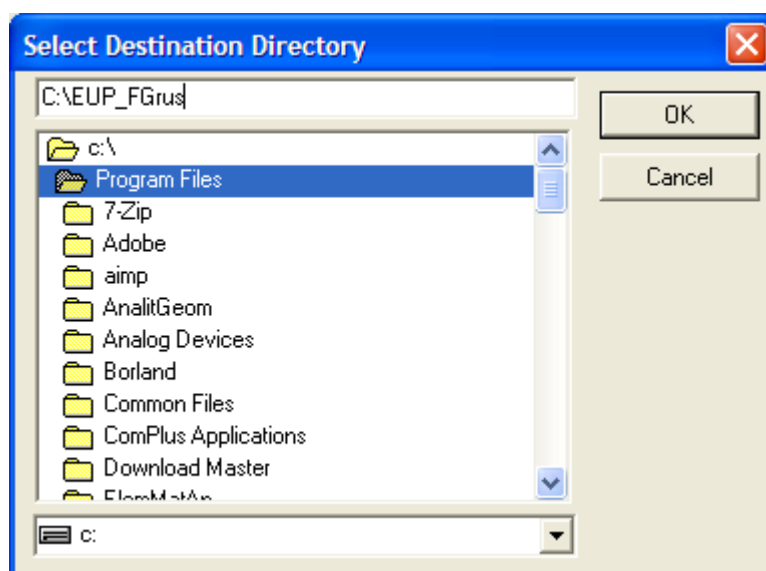 Select Destination Directory
C:\EUP_FGrus
OK
c:\
Program Files
Cancel
7-Zip
Adobe
aimp
AnalitGeom
Analog Devices
Borland
Common Files
ComPlus Applications
Download Master
ElemMatAn
c: